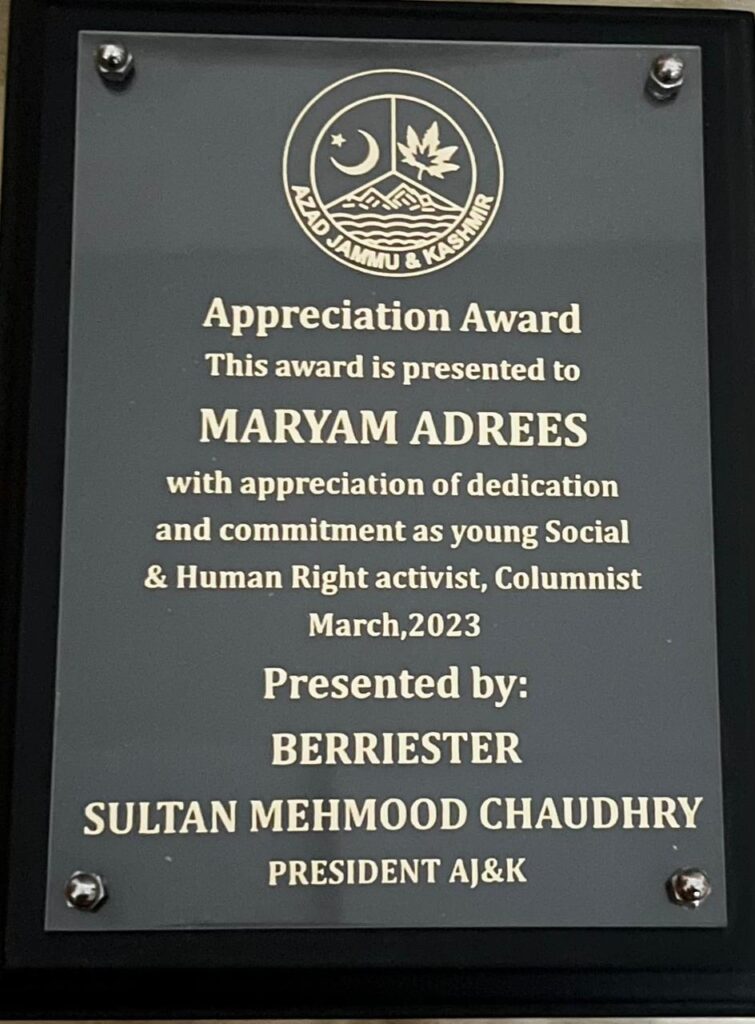 AZAD JAMMU & KASHMIR
Appreciation Award
This award is presented to
MARYAM ADREES
with appreciation of dedication
and commitment as young Social
& Human Right activist, Columnist
March,2023
Presented by:
BERRIESTER
SULTAN MEHMOOD CHAUDHRY
PRESIDENT AJ&K